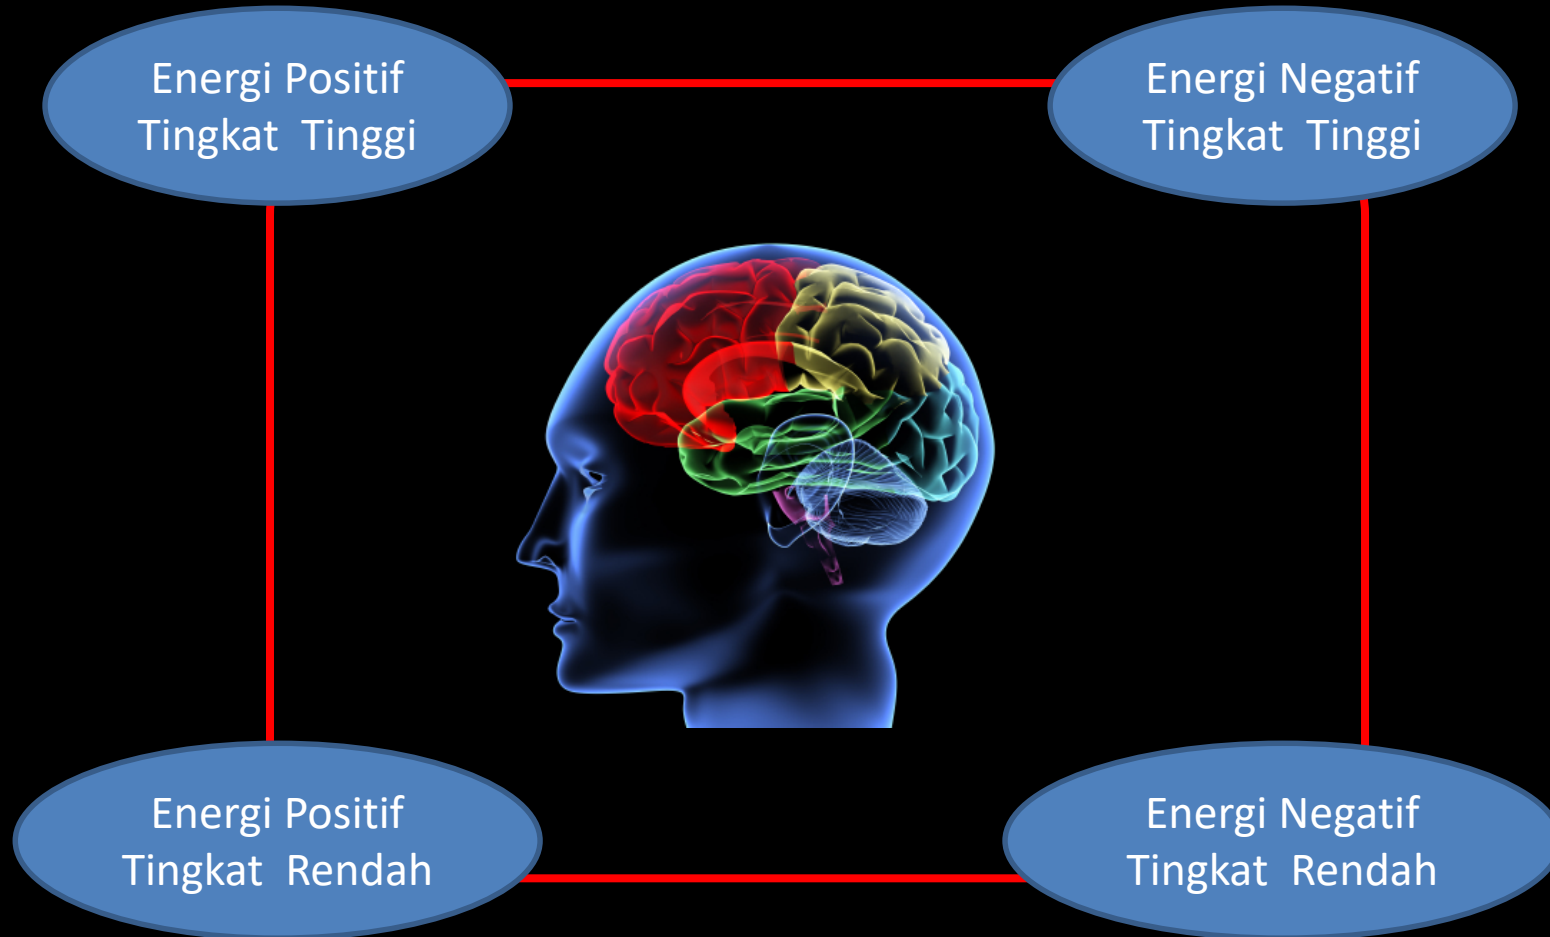 Energi Positif
Tingkat  Tinggi
Energi Negatif
Tingkat  Tinggi
Energi Positif
Tingkat  Rendah
Energi Negatif
Tingkat  Rendah